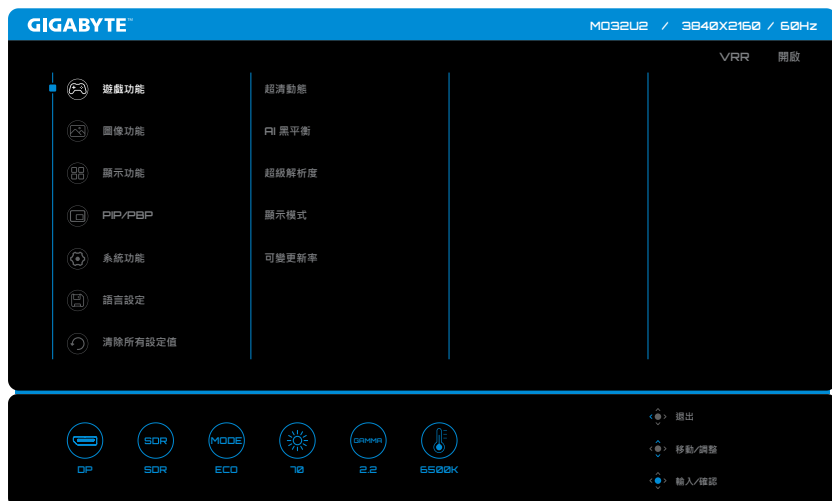 GIGABYTE™
MO32U2 / 3840X2160 / 60Hz
VRR 開啟
遊戲功能
圖像功能
顯示功能
PIP/PBP
系統功能
語言設定
清除所有設定值
超清動態
AI 黑平衡
超級解析度
顯示模式
可變更新率
SDR
MODE
GAMMA
DP
SDR
ECO
70
2.2
6500K
退出
移動/調整
輸入/確認